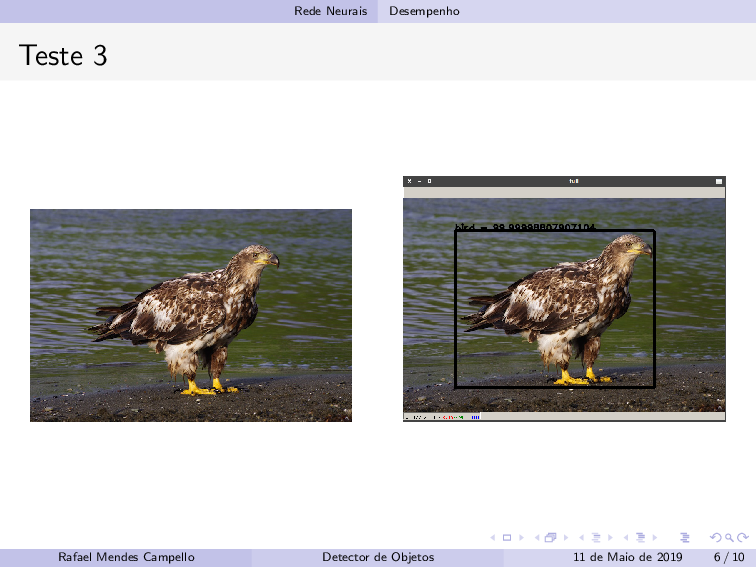 Rede Neurais Desempenho
Teste 3
full
bird - 99.99998807907104
Rafael Mendes Campello Detector de Objetos 11 de Maio de 2019 6 / 10